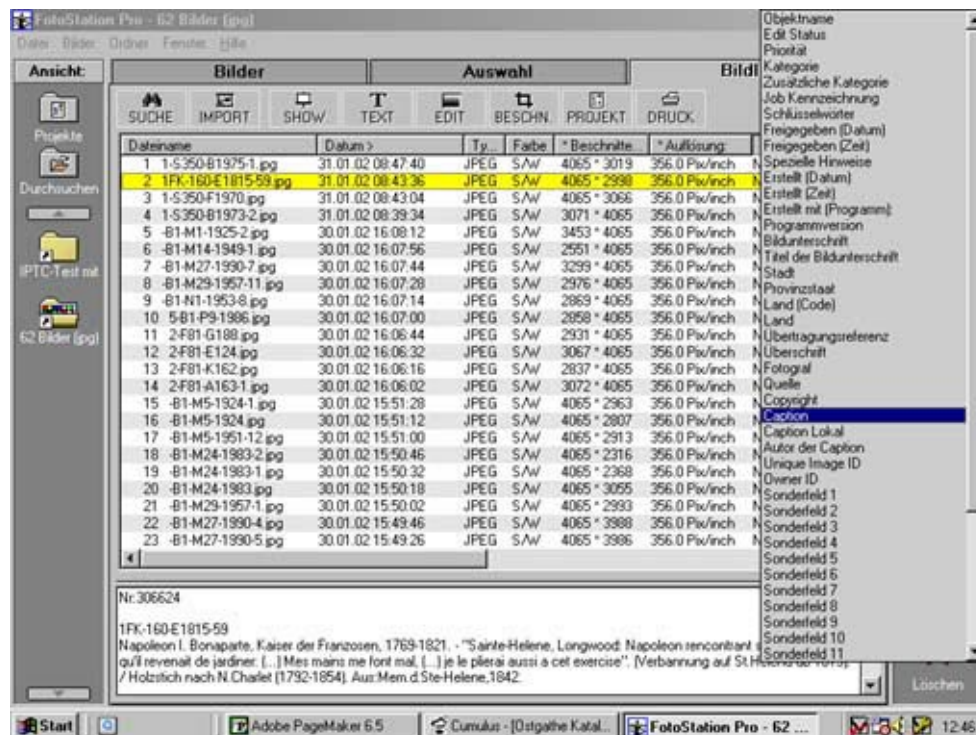 FotoStation Pro - 62 Bilder (jpg)
Datei Bilder Ordner Fenster Hilfe
Ansicht:
Projekte
Durchsuchen
IPTC-Test mit
62 Bilder (jpg)
Bilder
Auswahl
Bildl
SUCHE IMPORT SHOW TEXT EDIT BESCHN. PROJEKT DRUCK
Dateiname Datum > Ty... Farbe * Beschnitte... * Auflösung:
1 1-S350-B1975-1.jpg 31.01.02 08:47:40 JPEG S/W 4065 * 3019 356.0 Pix/inch N
2 1FK-160-E1815-59.jpg 31.01.02 08:43:36 JPEG S/W 4065 * 2998 356.0 Pix/inch N
3 1-S350-F1970.jpg 31.01.02 08:43:04 JPEG S/W 4065 * 3066 356.0 Pix/inch N
4 1-S350-B1973-2.jpg 31.01.02 08:39:34 JPEG S/W 3071 * 4065 356.0 Pix/inch N
5 -B1-M1-1925-2.jpg 30.01.02 16:08:12 JPEG S/W 3453 * 4065 356.0 Pix/inch N
6 -B1-M14-1949-1.jpg 30.01.02 16:07:56 JPEG S/W 2551 * 4065 356.0 Pix/inch N
7 -B1-M27-1990-7.jpg 30.01.02 16:07:44 JPEG S/W 3299 * 4065 356.0 Pix/inch N
8 -B1-M29-1957-11.jpg 30.01.02 16:07:28 JPEG S/W 2976 * 4065 356.0 Pix/inch N
9 -B1-N1-1953-8.jpg 30.01.02 16:07:14 JPEG S/W 2869 * 4065 356.0 Pix/inch N
10 5-B1-P9-1986.jpg 30.01.02 16:07:00 JPEG S/W 2858 * 4065 356.0 Pix/inch N
11 2-F81-G188.jpg 30.01.02 16:06:44 JPEG S/W 2931 * 4065 356.0 Pix/inch N
12 2-F81-E124.jpg 30.01.02 16:06:32 JPEG S/W 3067 * 4065 356.0 Pix/inch N
13 2-F81-K162.jpg 30.01.02 16:06:16 JPEG S/W 2837 * 4065 356.0 Pix/inch N
14 2-F81-A163-1.jpg 30.01.02 16:06:02 JPEG S/W 3072 * 4065 356.0 Pix/inch N
15 -B1-M5-1924-1.jpg 30.01.02 15:51:28 JPEG S/W 4065 * 2963 356.0 Pix/inch N
16 -B1-M5-1924.jpg 30.01.02 15:51:12 JPEG S/W 4065 * 2807 356.0 Pix/inch N
17 -B1-M5-1951-12.jpg 30.01.02 15:51:00 JPEG S/W 4065 * 2913 356.0 Pix/inch N
18 -B1-M24-1983-2.jpg 30.01.02 15:50:46 JPEG S/W 4065 * 2316 356.0 Pix/inch N
19 -B1-M24-1983-1.jpg 30.01.02 15:50:32 JPEG S/W 4065 * 2368 356.0 Pix/inch N
20 -B1-M24-1983.jpg 30.01.02 15:50:18 JPEG S/W 4065 * 3055 356.0 Pix/inch N
21 -B1-M29-1957-1.jpg 30.01.02 15:50:02 JPEG S/W 4065 * 2993 356.0 Pix/inch N
22 -B1-M27-1990-4.jpg 30.01.02 15:49:46 JPEG S/W 4065 * 3988 356.0 Pix/inch N
23 -B1-M27-1990-5.jpg 30.01.02 15:49:26 JPEG S/W 4065 * 3986 356.0 Pix/inch N
Objektname
Edit Status
Priorität
Kategorie
Zusätzliche Kategorie
Job Kennzeichnung
Schlüsselwörter
Freigegeben (Datum)
Freigegeben (Zeit)
Spezielle Hinweise
Erstellt (Datum)
Erstellt (Zeit)
Erstellt mit (Programm):
Programmversion
Bildunterschrift
Titel der Bildunterschrift
Stadt
Provinzstaat
Land (Code)
Land
Übertragungsreferenz
Überschrift
Fotograf
Quelle
Copyright
Caption
Caption Lokal
Autor der Caption
Unique Image ID
Owner ID
Sonderfeld 1
Sonderfeld 2
Sonderfeld 3
Sonderfeld 4
Sonderfeld 5
Sonderfeld 6
Sonderfeld 7
Sonderfeld 8
Sonderfeld 9
Sonderfeld 10
Sonderfeld 11
Nr.306624
1FK-160-E1815-59
Napoleon I. Bonaparte, Kaiser der Franzosen, 1769-1821. - "Sainte-Helene, Longwood: Napoleon rencontrant
qu'il revenait de jardiner. (...) Mes mains me font mal, (...) je le plierai aussi a cet exercise". (Verbannung auf St.Helena ab 1815).
/ Holzstich nach N.Charlet (1792-1854). Aus:Mem.d.Ste-Helene,1842.
Löschen
Start
Adobe PageMaker 6.5
Cumulus - [Ostgathe Katal...
FotoStation Pro - 62 ...
12:46